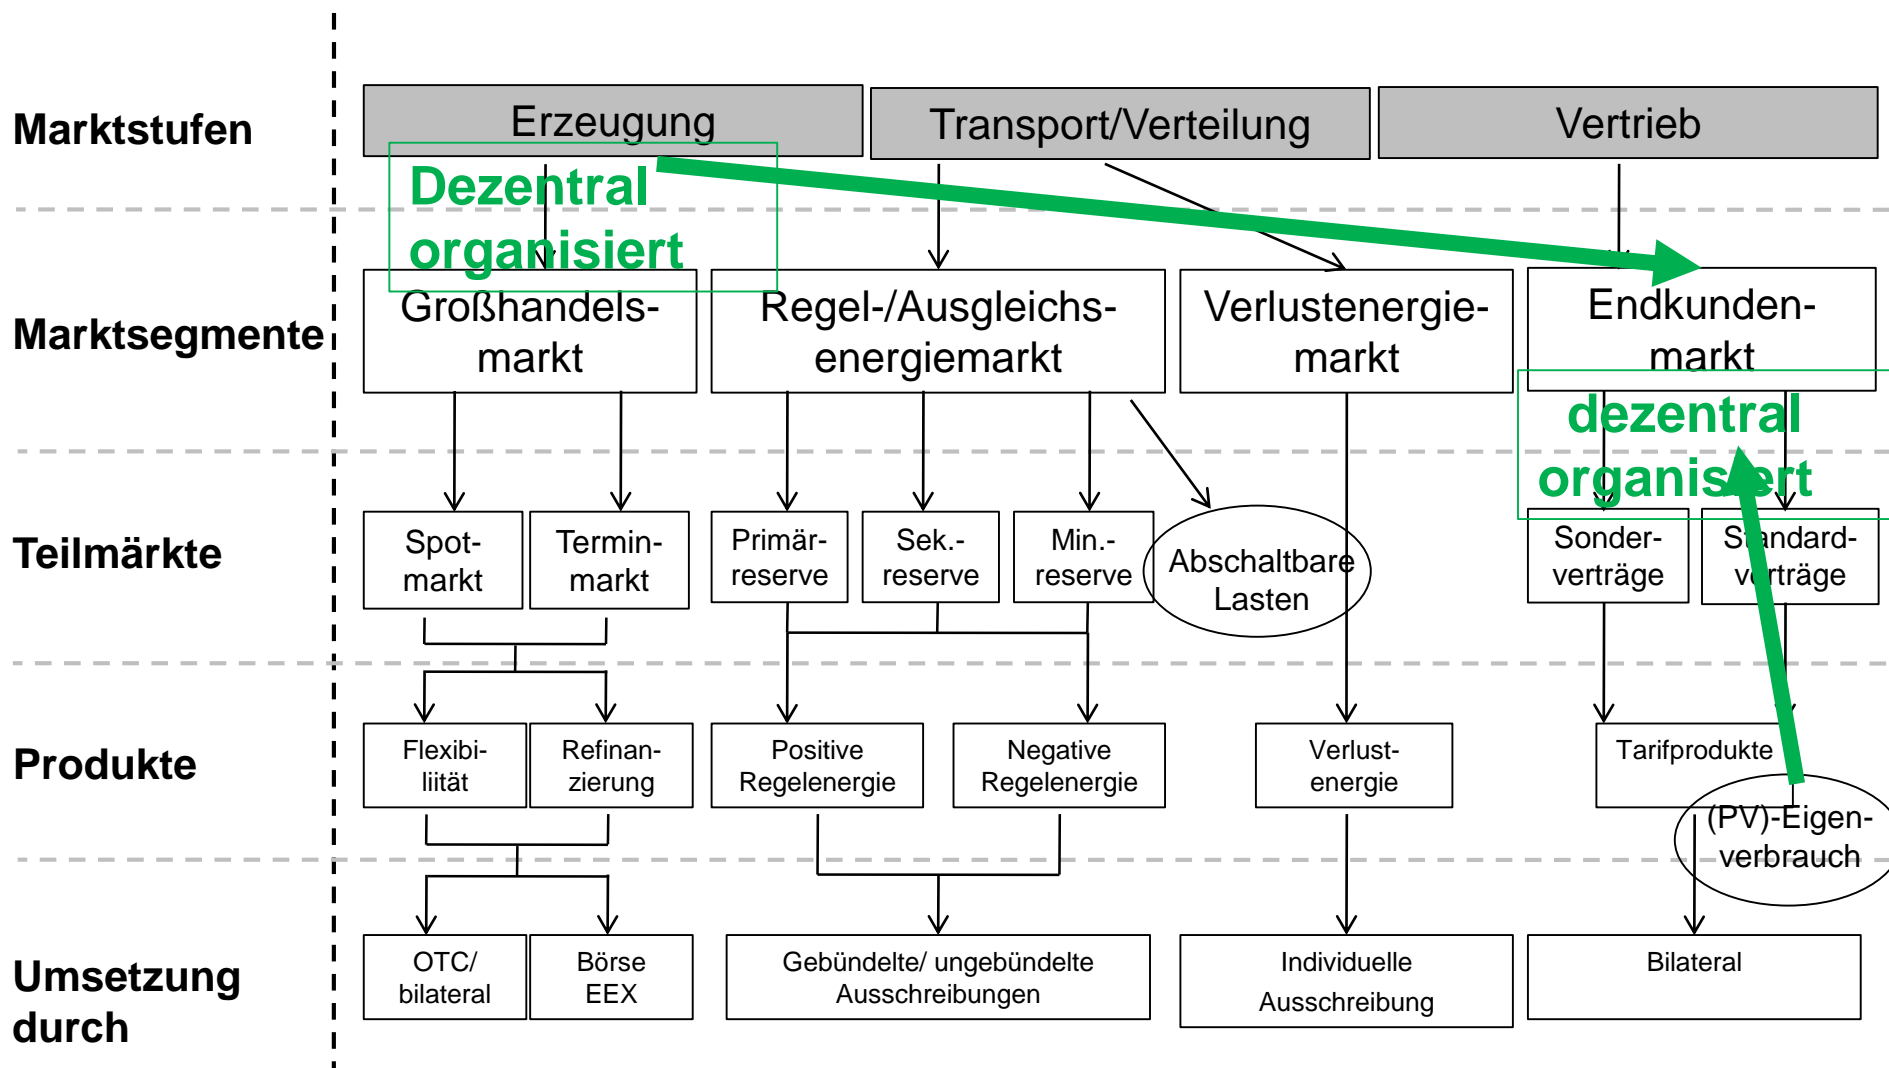 Marktstufen
Erzeugung
Transport/Verteilung
Vertrieb
Dezentral
organisiert
Marktsegmente
Großhandels-
markt
Regel-/Ausgleichs-
energiemarkt
Verlustenergie-
markt
Endkunden-
markt
dezentral
organisiert
Teilmärkte
Spot-
markt
Termin-
markt
Primär-
reserve
Sek.-
reserve
Min.-
reserve
Abschaltbare
Lasten
Sonder-
verträge
Standard-
verträge
Produkte
Flexibi-
liität
Refinan-
zierung
Positive
Regelenergie
Negative
Regelenergie
Verlust-
energie
Tarifprodukte
(PV)-Eigen-
verbrauch
Umsetzung
durch
OTC/
bilateral
Börse
EEX
Gebündelte/ ungebündelte
Ausschreibungen
Individuelle
Ausschreibung
Bilateral